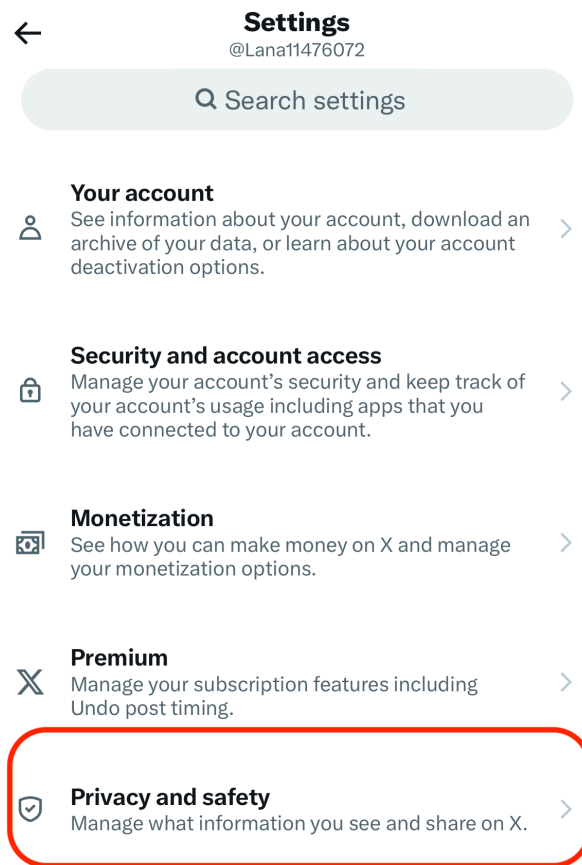 Settings
@Lana11476072
Search settings
Your account
See information about your account, download an
archive of your data, or learn about your account
deactivation options.
Security and account access
Manage your account’s security and keep track of
your account’s usage including apps that you
have connected to your account.
Monetization
See how you can make money on X and manage
your monetization options.
Premium
Manage your subscription features including
Undo post timing.
Privacy and safety
Manage what information you see and share on X.